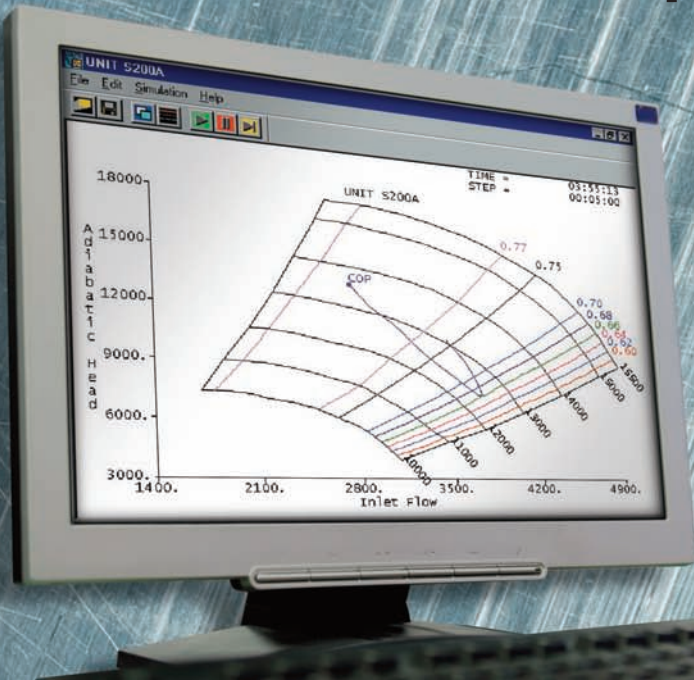 UNIT S200A
File Edit Simulation Help
TIME = 03:55:13
STEP = 00:05:00
UNIT S200A
18000.
15000.
12000.
9000.
6000.
3000.
Adiabatic Head
COP
0.77
0.75
0.70
0.68
0.66
0.64
0.62
0.60
15500
15000
14000
13000
12000
11000
10000
1400. 2100. 2800. 3500. 4200. 4900.
Inlet Flow